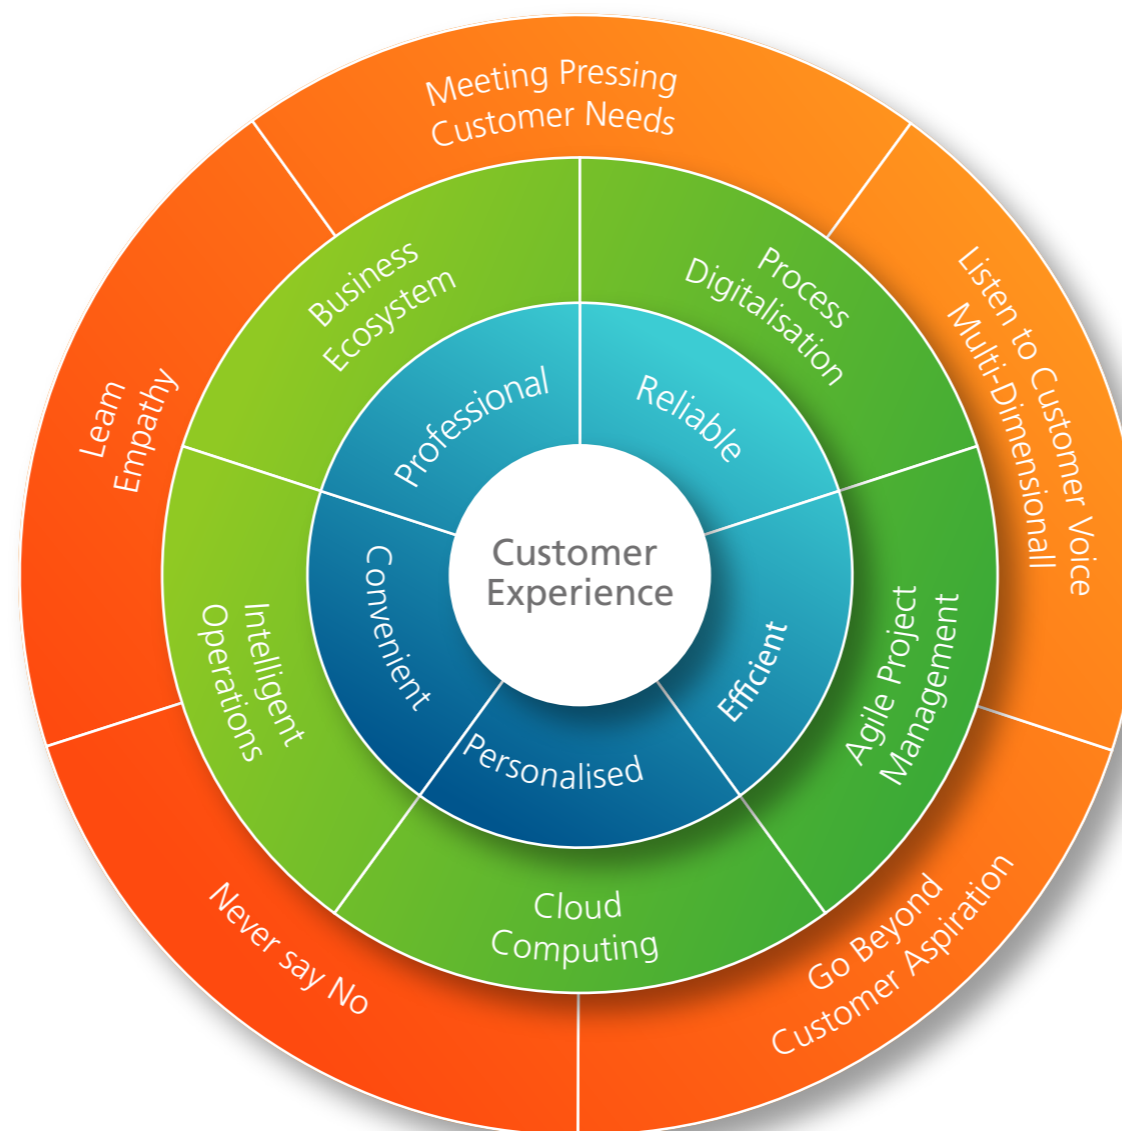 Meeting Pressing
Customer Needs
Listen to Customer Voice
Multi-Dimensionall
Go Beyond
Customer Aspiration
Never say No
Learn
Empathy
Business
Ecosystem
Process
Digitalisation
Agile Project
Management
Cloud
Computing
Intelligent
Operations
Professional
Reliable
Efficient
Personalised
Convenient
Customer
Experience